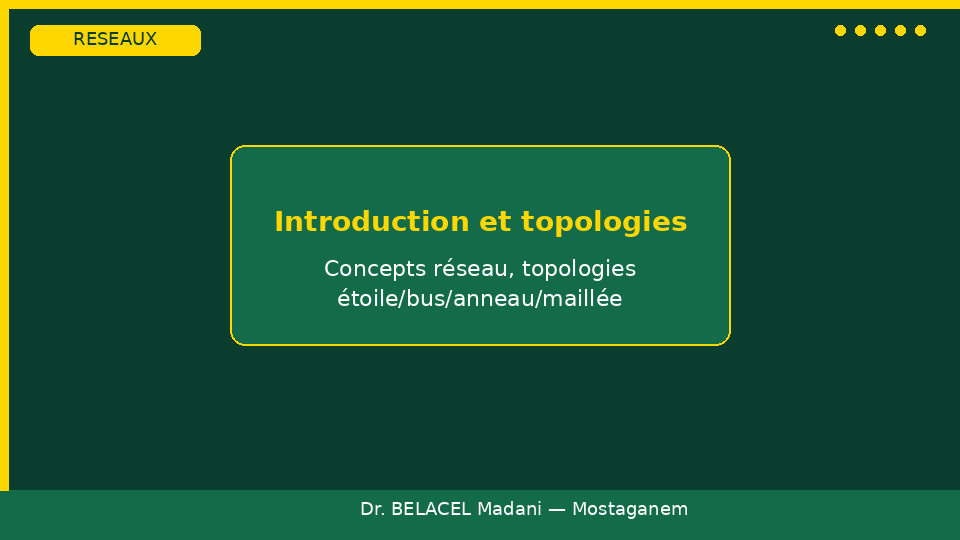 RESEAUX
Introduction et topologies
Concepts réseau, topologies
étoile/bus/anneau/maillée
Dr. BELACEL Madani — Mostaganem